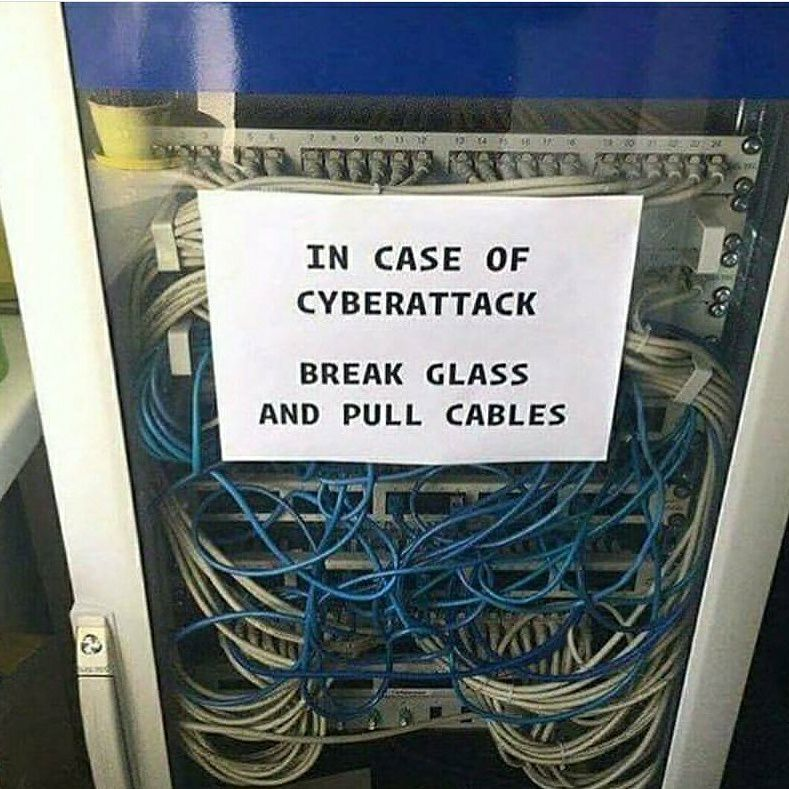 IN CASE OF
CYBERATTACK
BREAK GLASS
AND PULL CABLES